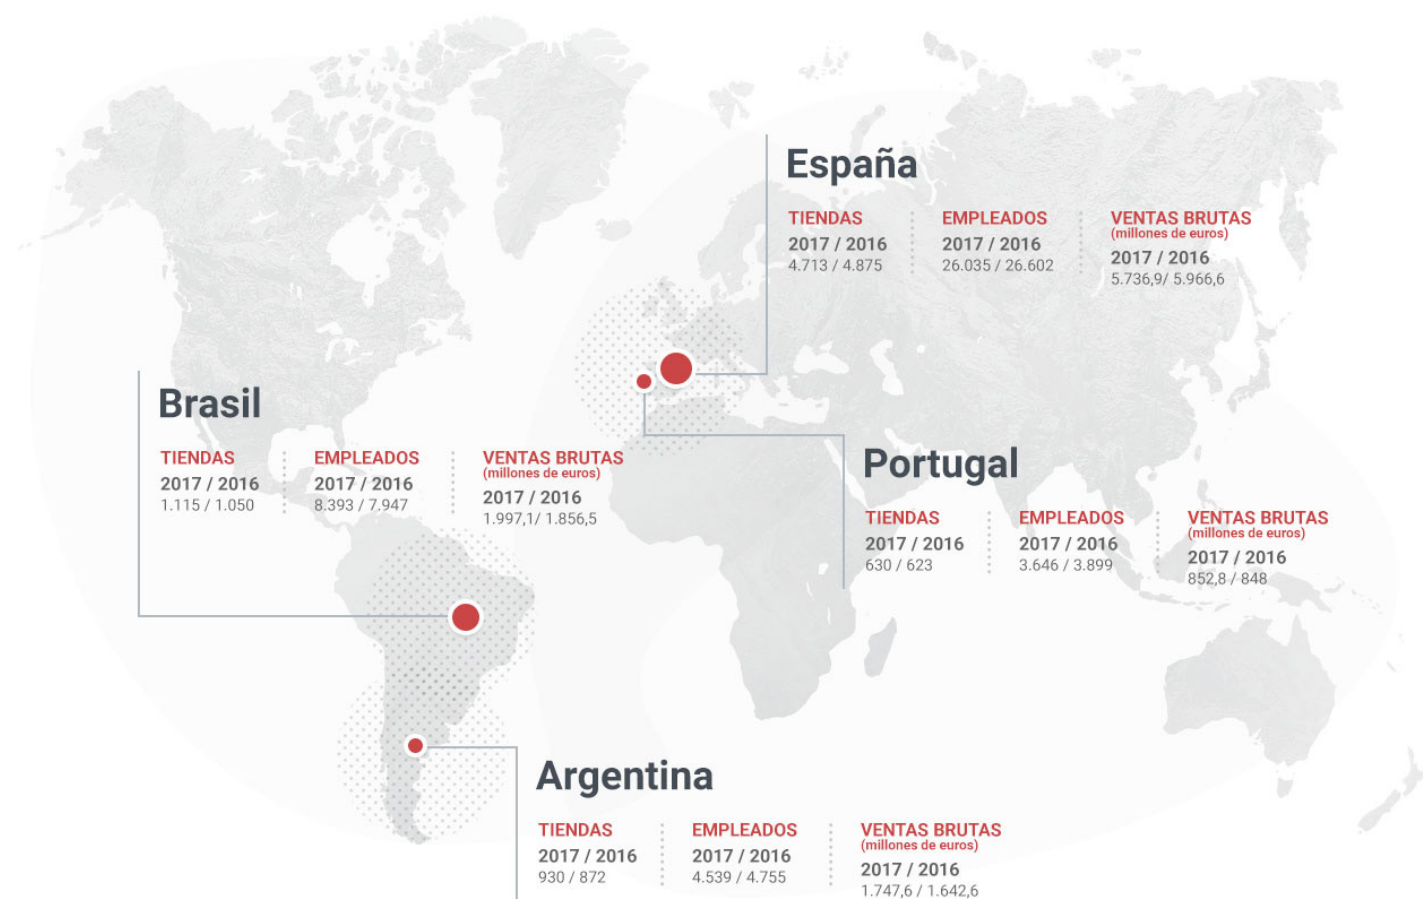 España
TIENDAS
2017 / 2016
4.713 / 4.875
EMPLEADOS
2017 / 2016
26.035 / 26.602
VENTAS BRUTAS
(millones de euros)
2017 / 2016
5.736,9/ 5.966,6
Brasil
TIENDAS
2017 / 2016
1.115 / 1.050
EMPLEADOS
2017 / 2016
8.393 / 7.947
VENTAS BRUTAS
(millones de euros)
2017 / 2016
1.997,1/ 1.856,5
Portugal
TIENDAS
2017 / 2016
630 / 623
EMPLEADOS
2017 / 2016
3.646 / 3.899
VENTAS BRUTAS
(millones de euros)
2017 / 2016
852,8 / 848
Argentina
TIENDAS
2017 / 2016
930 / 872
EMPLEADOS
2017 / 2016
4.539 / 4.755
VENTAS BRUTAS
(millones de euros)
2017 / 2016
1.747,6 / 1.642,6